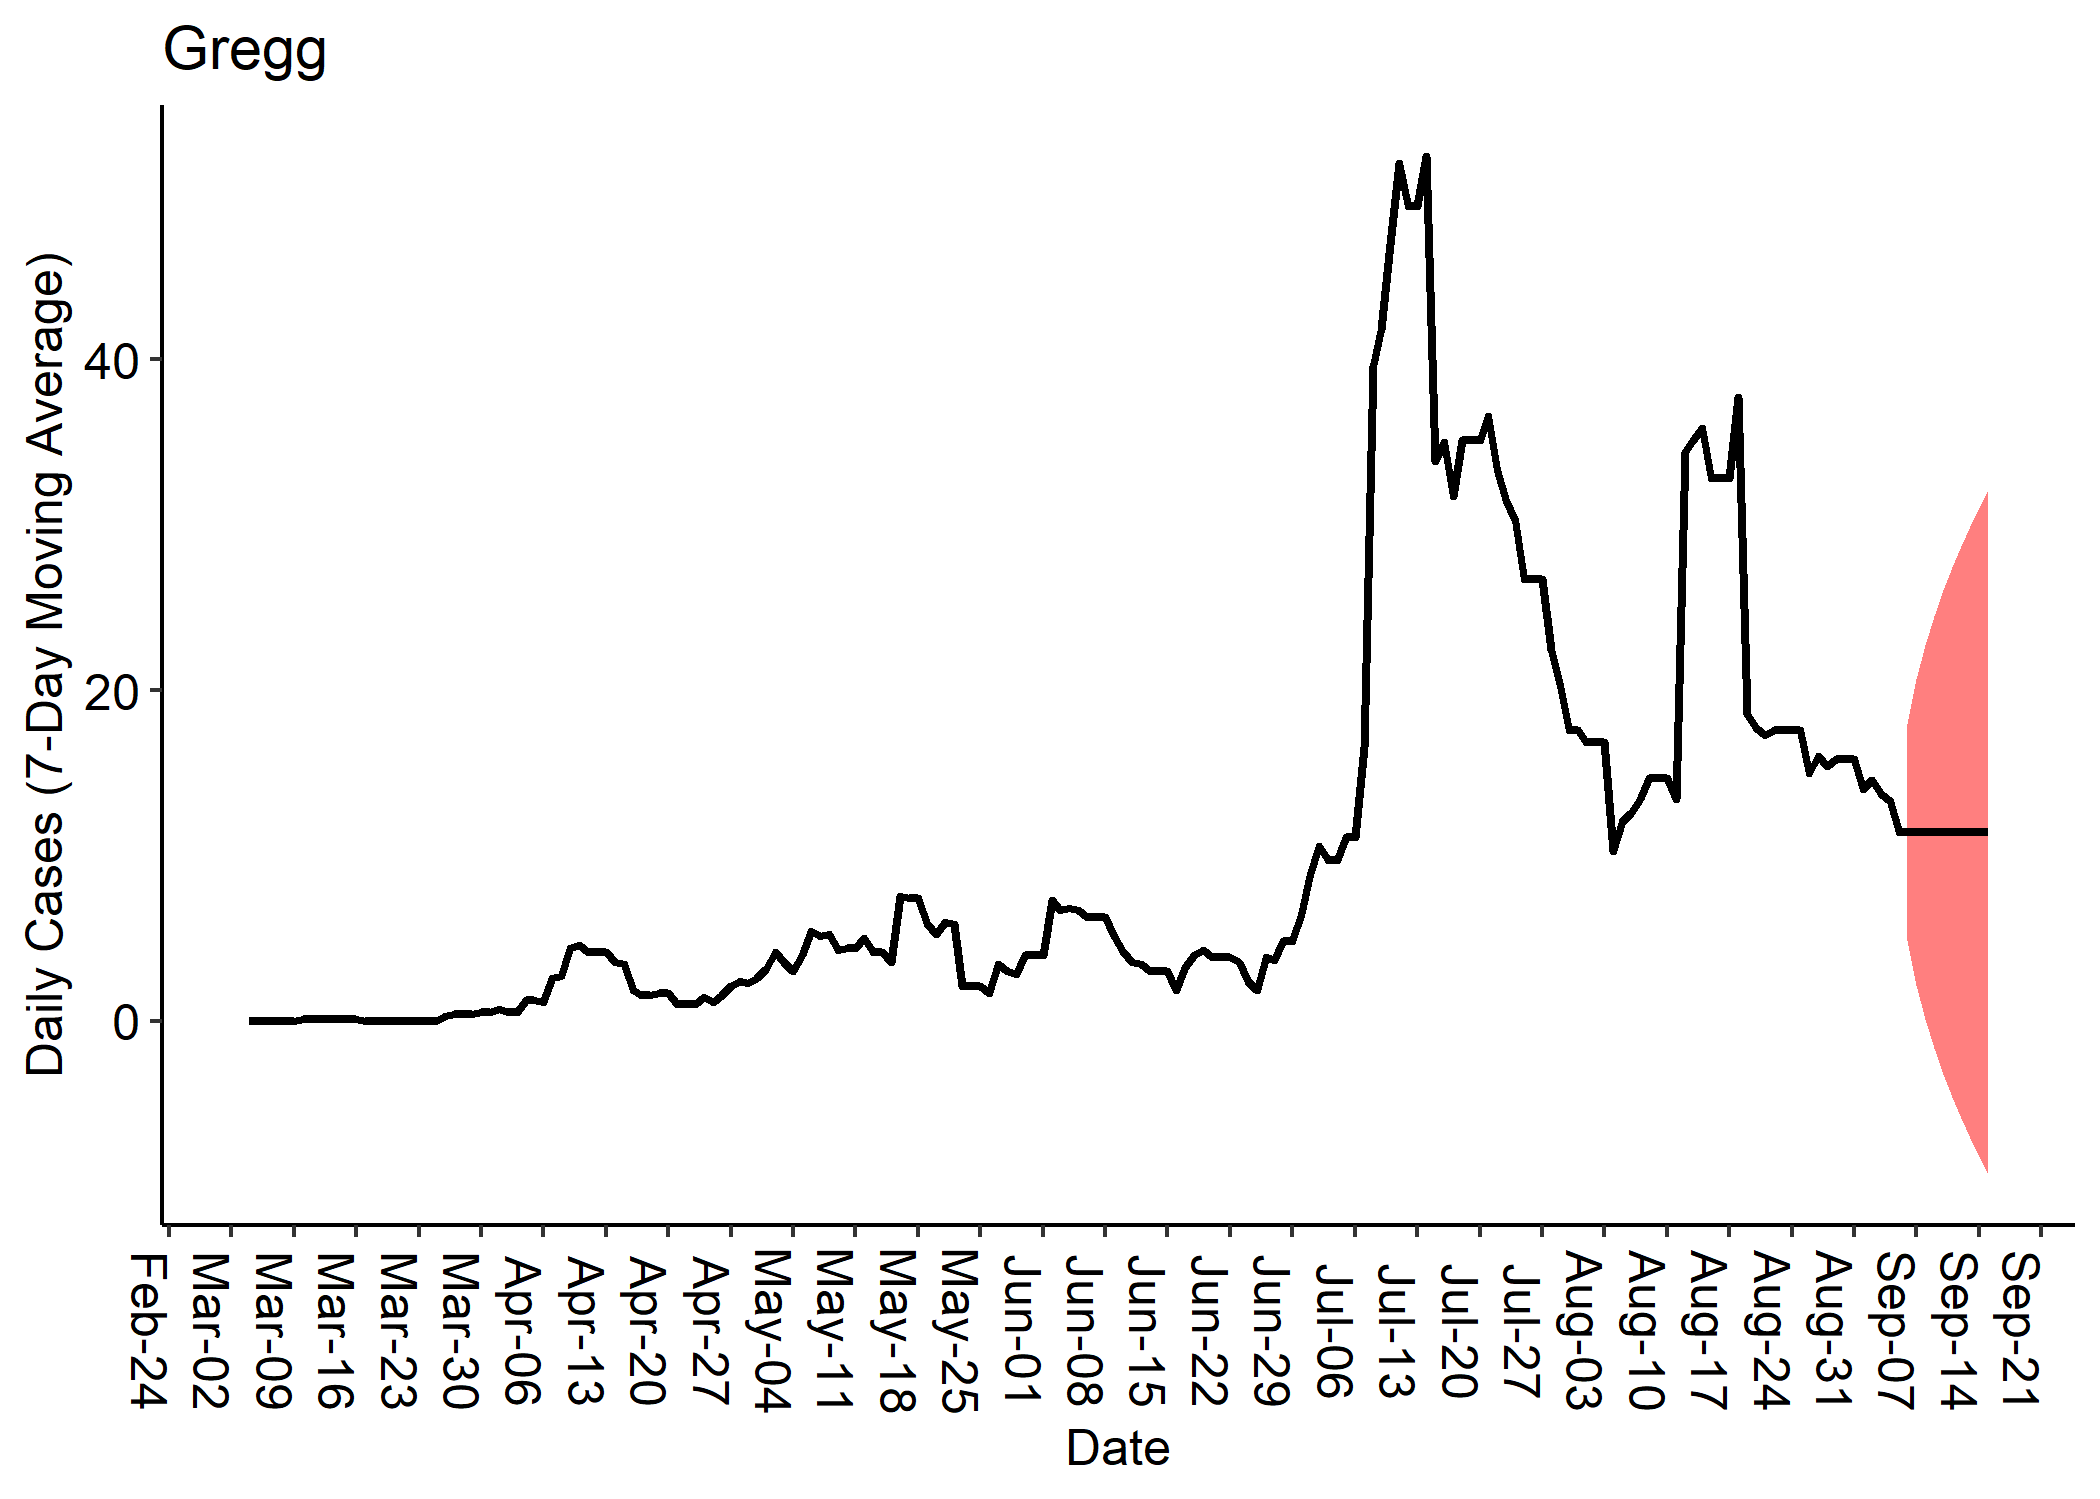 Gregg
Daily Cases (7-Day Moving Average)
40
20
0
Feb-24
Mar-02
Mar-09
Mar-16
Mar-23
Mar-30
Apr-06
Apr-13
Apr-20
Apr-27
May-04
May-11
May-18
May-25
Jun-01
Jun-08
Jun-15
Jun-22
Jun-29
Jul-06
Jul-13
Jul-20
Jul-27
Aug-03
Aug-10
Aug-17
Aug-24
Aug-31
Sep-07
Sep-14
Sep-21
Date